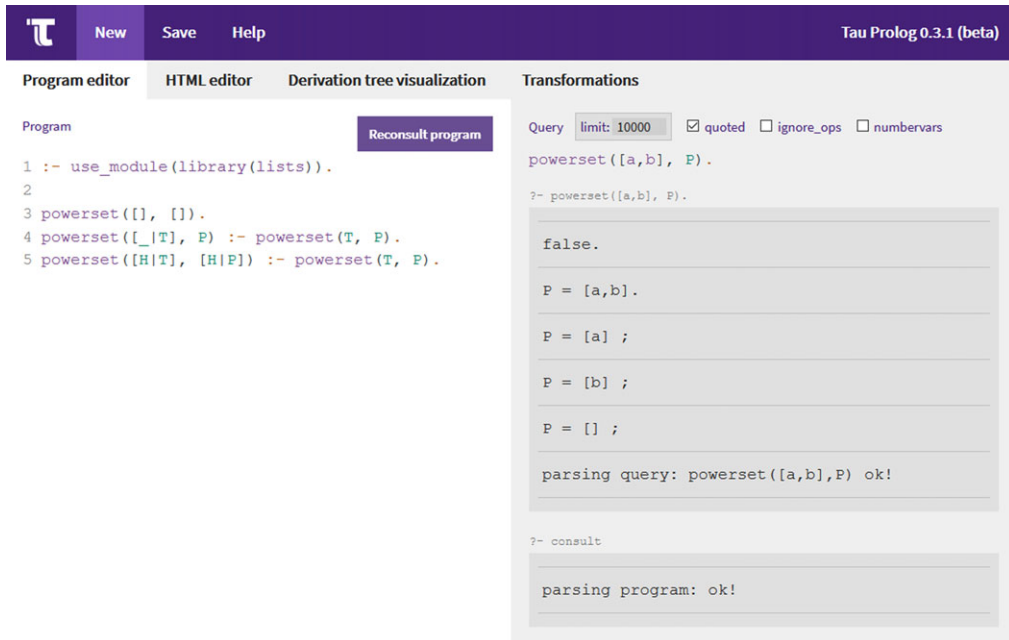 New Save Help Tau Prolog 0.3.1 (beta)
Program editor HTML editor Derivation tree visualization Transformations
Program
Reconsult program
1 :- use_module(library(lists)).
2
3 powerset([], []).
4 powerset([_|T], P) :- powerset(T, P).
5 powerset([H|T], [H|P]) :- powerset(T, P).
Query limit: 10000 quoted ignore_ops numbervars
powerset([a,b], P).
?- powerset([a,b], P).
false.
P = [a,b].
P = [a] ;
P = [b] ;
P = [] ;
parsing query: powerset([a,b],P) ok!
?- consult
parsing program: ok!